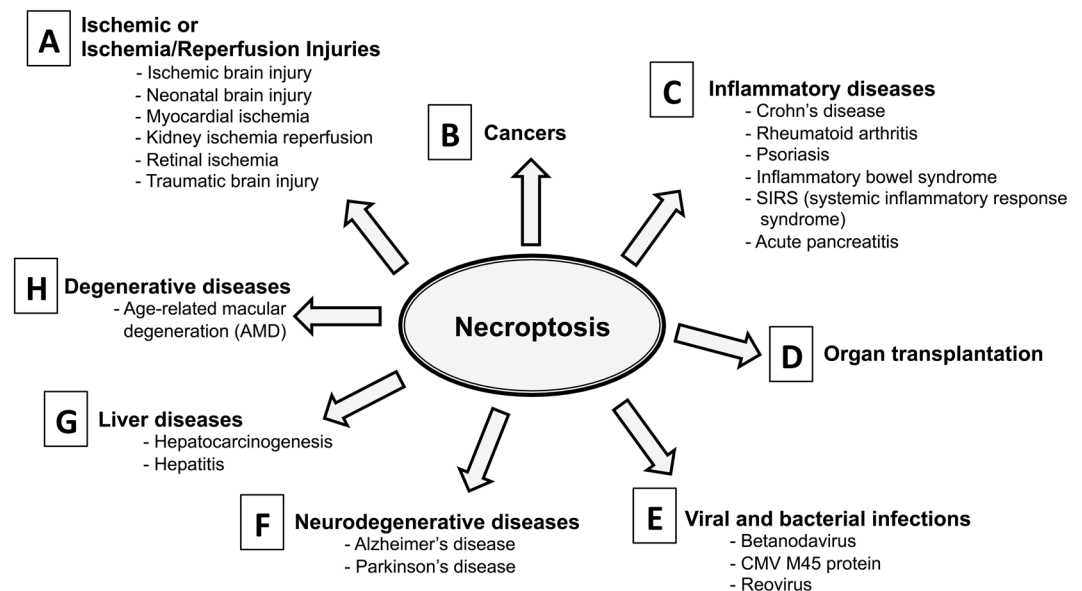 A
Ischemic or
Ischemia/Reperfusion Injuries
- Ischemic brain injury
- Neonatal brain injury
- Myocardial ischemia
- Kidney ischemia reperfusion
- Retinal ischemia
- Traumatic brain injury
B
Cancers
C
Inflammatory diseases
- Crohn’s disease
- Rheumatoid arthritis
- Psoriasis
- Inflammatory bowel syndrome
- SIRS (systemic inflammatory response
syndrome)
- Acute pancreatitis
H
Degenerative diseases
- Age-related macular
degeneration (AMD)
Necroptosis
D
Organ transplantation
G
Liver diseases
- Hepatocarcinogenesis
- Hepatitis
F
Neurodegenerative diseases
- Alzheimer’s disease
- Parkinson’s disease
E
Viral and bacterial infections
- Betanodavirus
- CMV M45 protein
- Reovirus